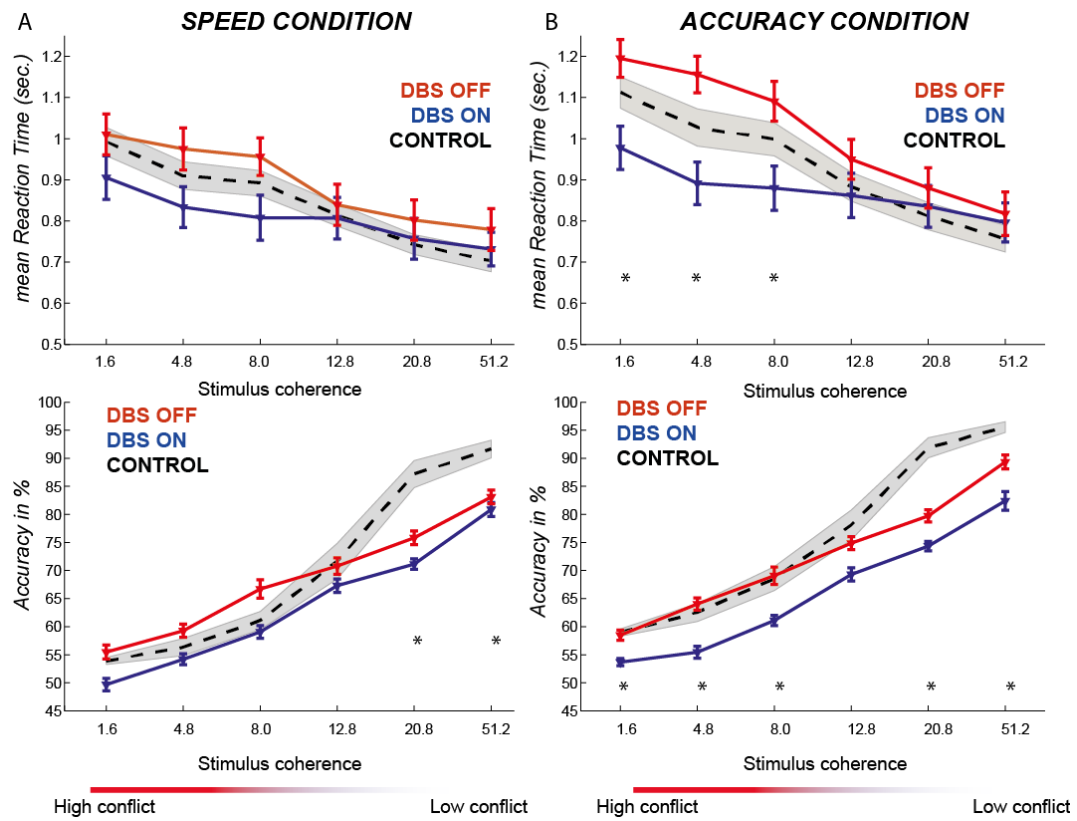 A
SPEED CONDITION
mean Reaction Time (sec.)
1.2
1.1
1
0.9
0.8
0.7
0.6
0.5
DBS OFF
DBS ON
CONTROL
1.6 4.8 8.0 12.8 20.8 51.2
Stimulus coherence
B
ACCURACY CONDITION
mean Reaction Time (sec.)
1.2
1.1
1
0.9
0.8
0.7
0.6
0.5
DBS OFF
DBS ON
CONTROL
* * *
1.6 4.8 8.0 12.8 20.8 51.2
Stimulus coherence
Accuracy in %
100
95
90
85
80
75
70
65
60
55
50
45
DBS OFF
DBS ON
CONTROL
* *
1.6 4.8 8.0 12.8 20.8 51.2
Stimulus coherence
High conflict Low conflict
Accuracy in %
100
95
90
85
80
75
70
65
60
55
50
45
DBS OFF
DBS ON
CONTROL
* * * * *
1.6 4.8 8.0 12.8 20.8 51.2
Stimulus coherence
High conflict Low conflict